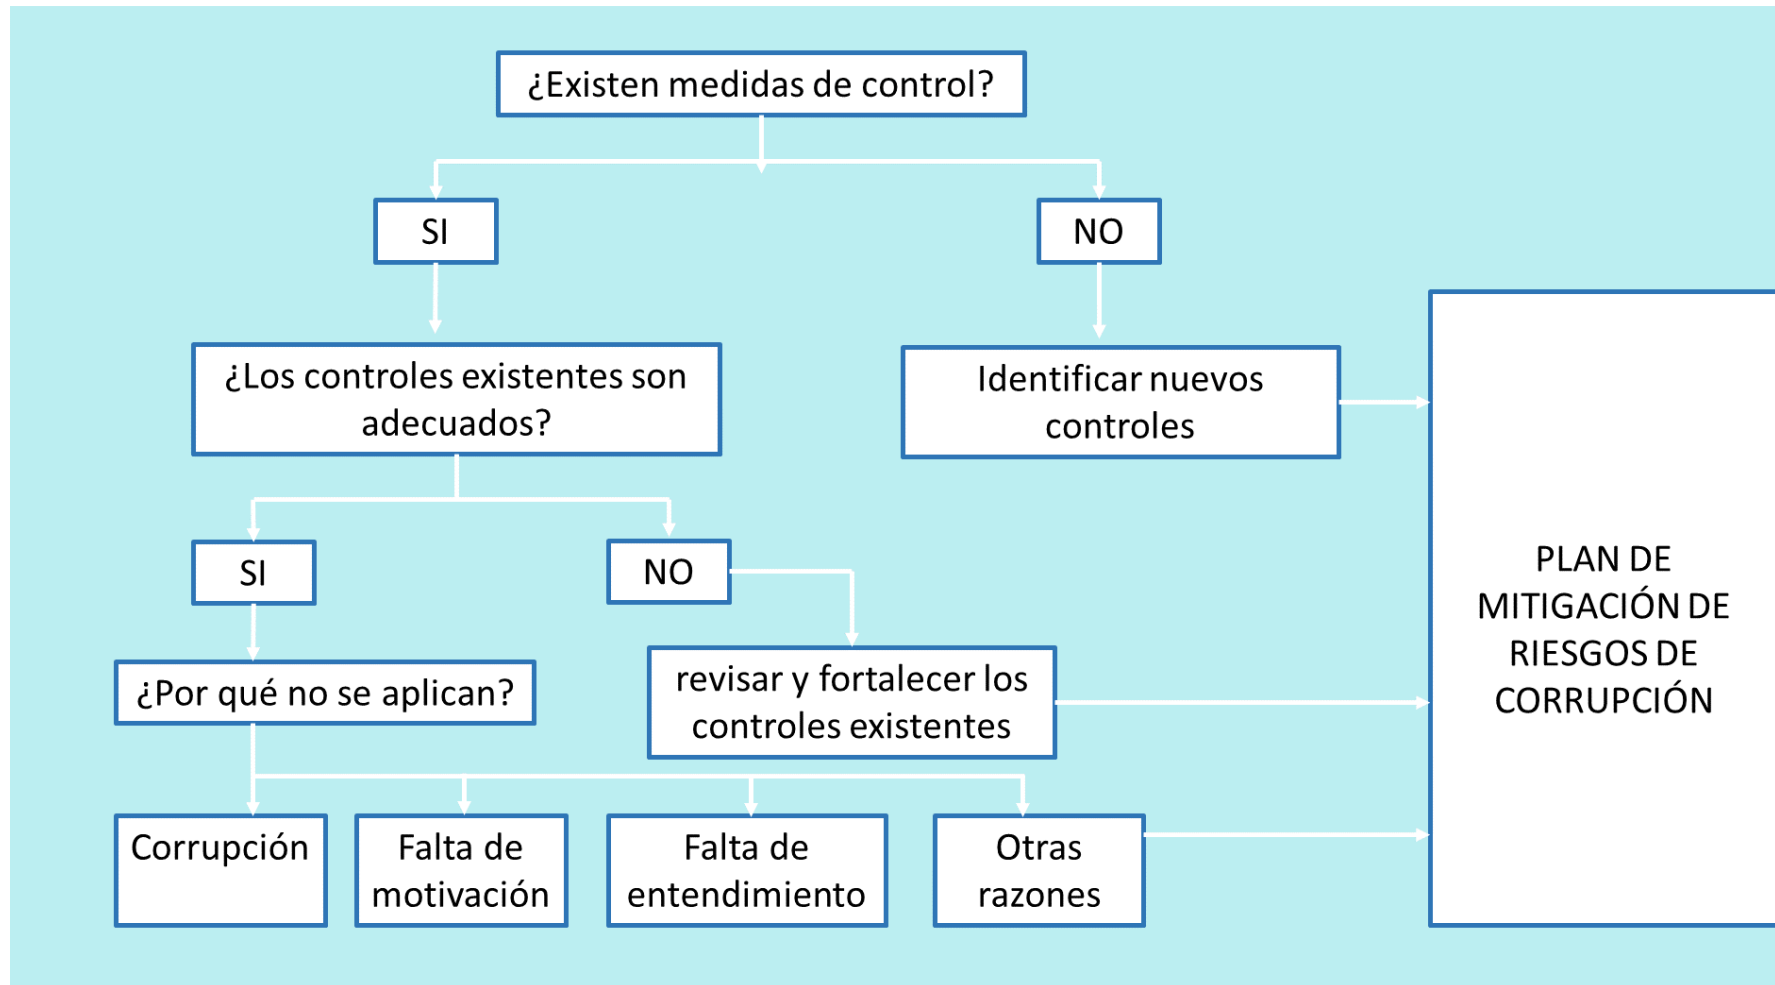 ¿Existen medidas de control?
SI
NO
¿Los controles existentes son
adecuados?
Identificar nuevos
controles
SI
NO
¿Por qué no se aplican?
revisar y fortalecer los
controles existentes
Corrupción
Falta de
motivación
Falta de
entendimiento
Otras
razones
PLAN DE
MITIGACIÓN DE
RIESGOS DE
CORRUPCIÓN